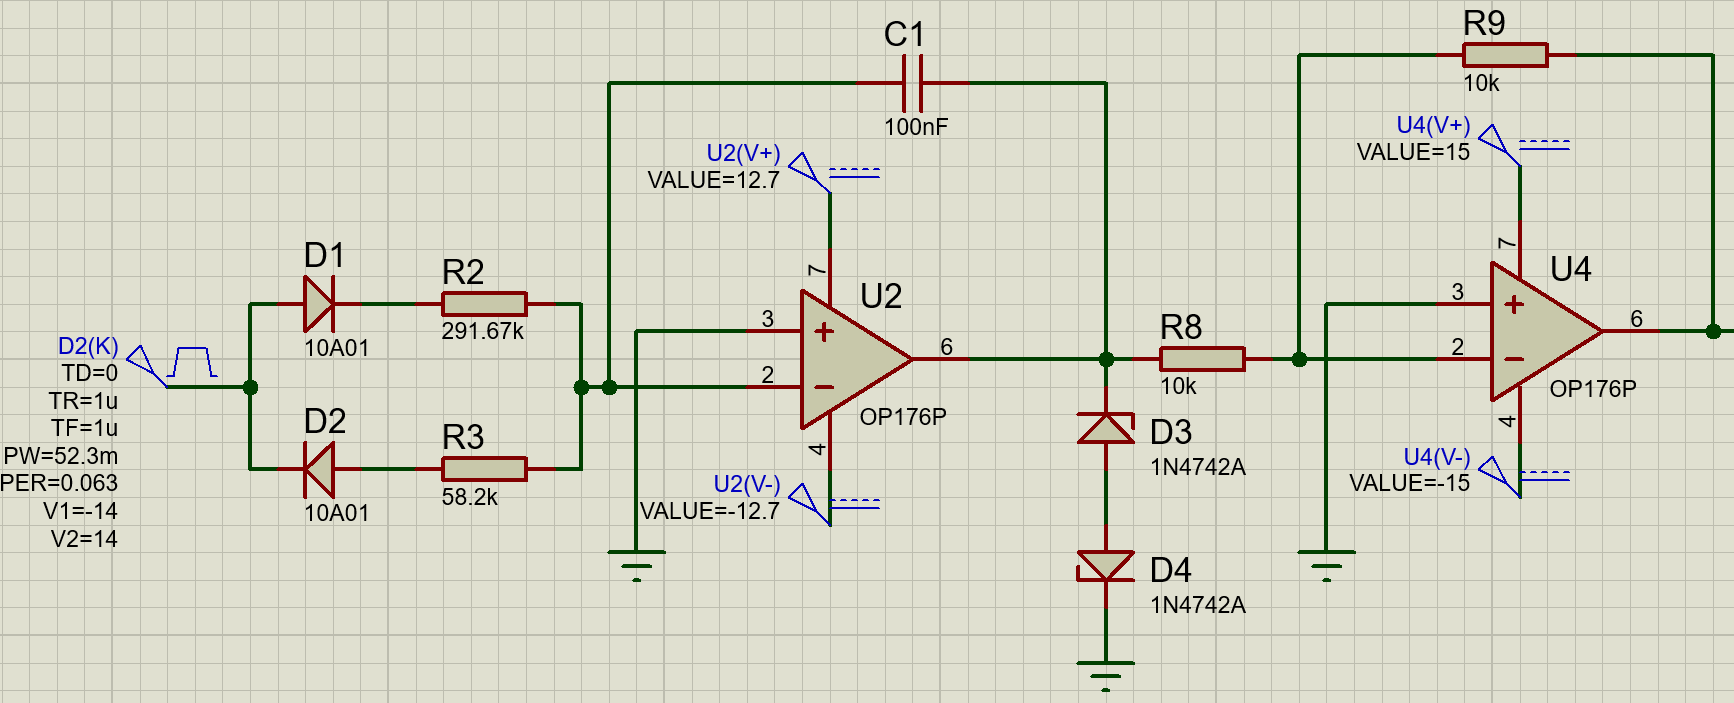 C1
100nF
R9
10k
U2(V+)
VALUE=12.7
U4(V+)
VALUE=15
D1
10A01
R2
291.67k
7
U2
3
2
6
+
−
OP176P
4
7
U4
3
2
6
+
−
OP176P
4
R8
10k
D2(K)
TD=0
TR=1u
TF=1u
PW=52.3m
PER=0.063
V1=-14
V2=14
D2
10A01
R3
58.2k
U2(V-)
VALUE=-12.7
D3
1N4742A
U4(V-)
VALUE=-15
D4
1N4742A